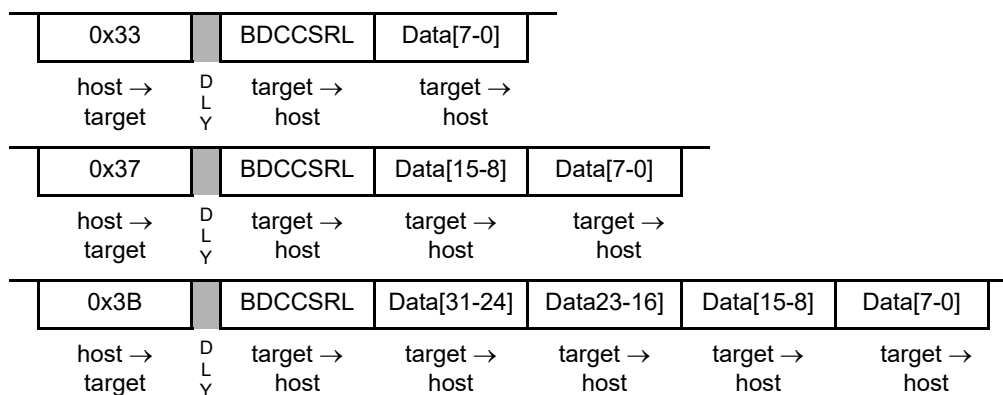 0x33 BDCCSRL Data[7-0]
host → D target → target →
target L host host
Y
0x37 BDCCSRL Data[15-8] Data[7-0]
host → D target → target → target →
target L host host host
Y
0x3B BDCCSRL Data[31-24] Data23-16] Data[15-8] Data[7-0]
host → D target → target → target → target → target →
target L host host host host host
Y